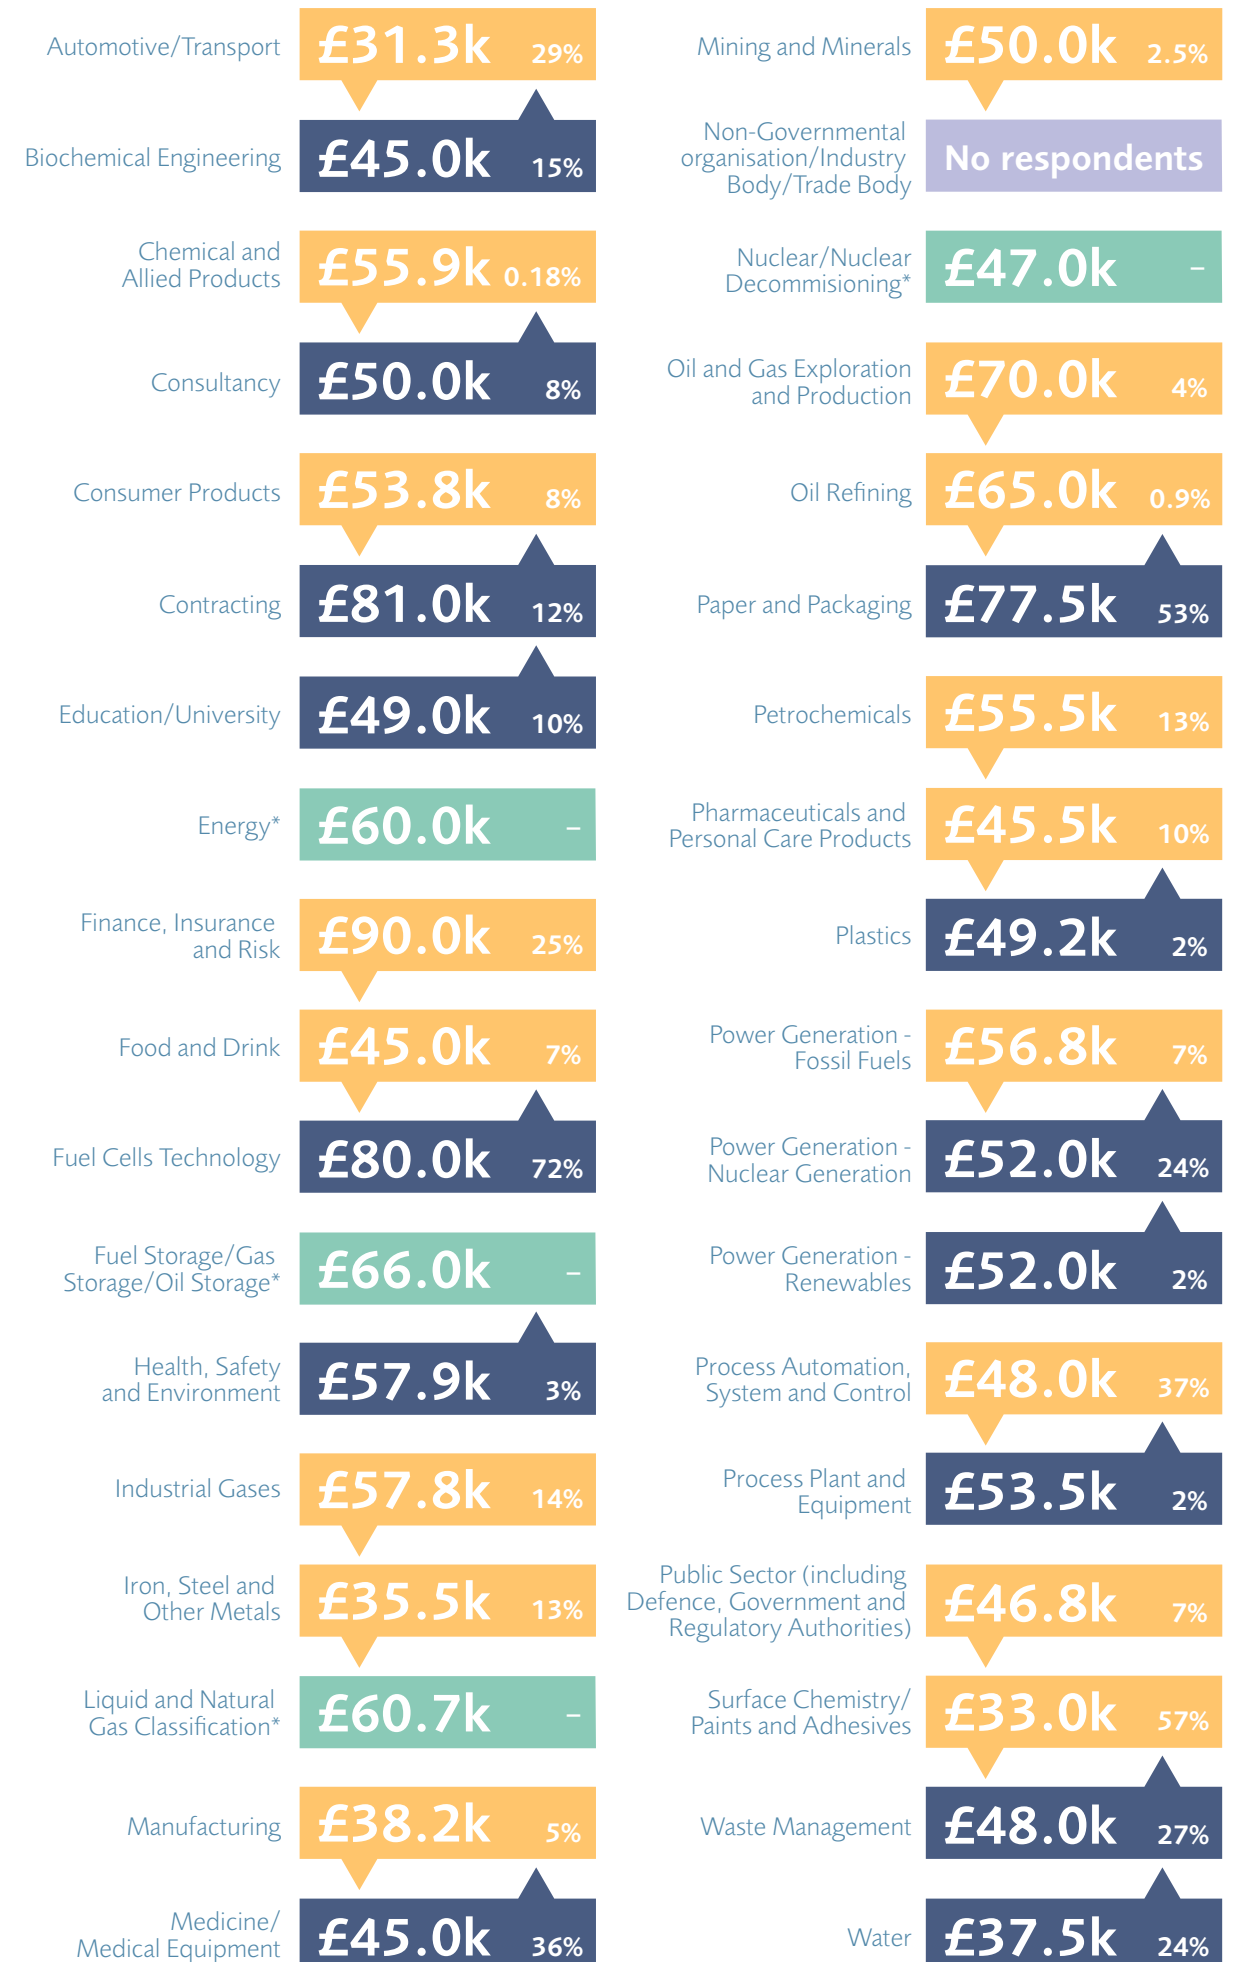 Automotive/Transport £31.3k 29%
Biochemical Engineering £45.0k 15%
Chemical and
Allied Products £55.9k 0.18%
Consultancy £50.0k 8%
Consumer Products £53.8k 8%
Contracting £81.0k 12%
Education/University £49.0k 10%
Energy* £60.0k –
Finance, Insurance
and Risk £90.0k 25%
Food and Drink £45.0k 7%
Fuel Cells Technology £80.0k 72%
Fuel Storage/Gas
Storage/Oil Storage* £66.0k –
Health, Safety
and Environment £57.9k 3%
Industrial Gases £57.8k 14%
Iron, Steel and
Other Metals £35.5k 13%
Liquid and Natural
Gas Classification* £60.7k –
Manufacturing £38.2k 5%
Medicine/
Medical Equipment £45.0k 36%
Mining and Minerals £50.0k 2.5%
Non-Governmental
organisation/Industry No respondents
Body/Trade Body
Nuclear/Nuclear
Decommisioning* £47.0k –
Oil and Gas Exploration
and Production £70.0k 4%
Oil Refining £65.0k 0.9%
Paper and Packaging £77.5k 53%
Petrochemicals £55.5k 13%
Pharmaceuticals and
Personal Care Products £45.5k 10%
Plastics £49.2k 2%
Power Generation -
Fossil Fuels £56.8k 7%
Power Generation -
Nuclear Generation £52.0k 24%
Power Generation -
Renewables £52.0k 2%
Process Automation,
System and Control £48.0k 37%
Process Plant and
Equipment £53.5k 2%
Public Sector (including
Defence, Government and £46.8k 7%
Regulatory Authorities)
Surface Chemistry/
Paints and Adhesives £33.0k 57%
Waste Management £48.0k 27%
Water £37.5k 24%